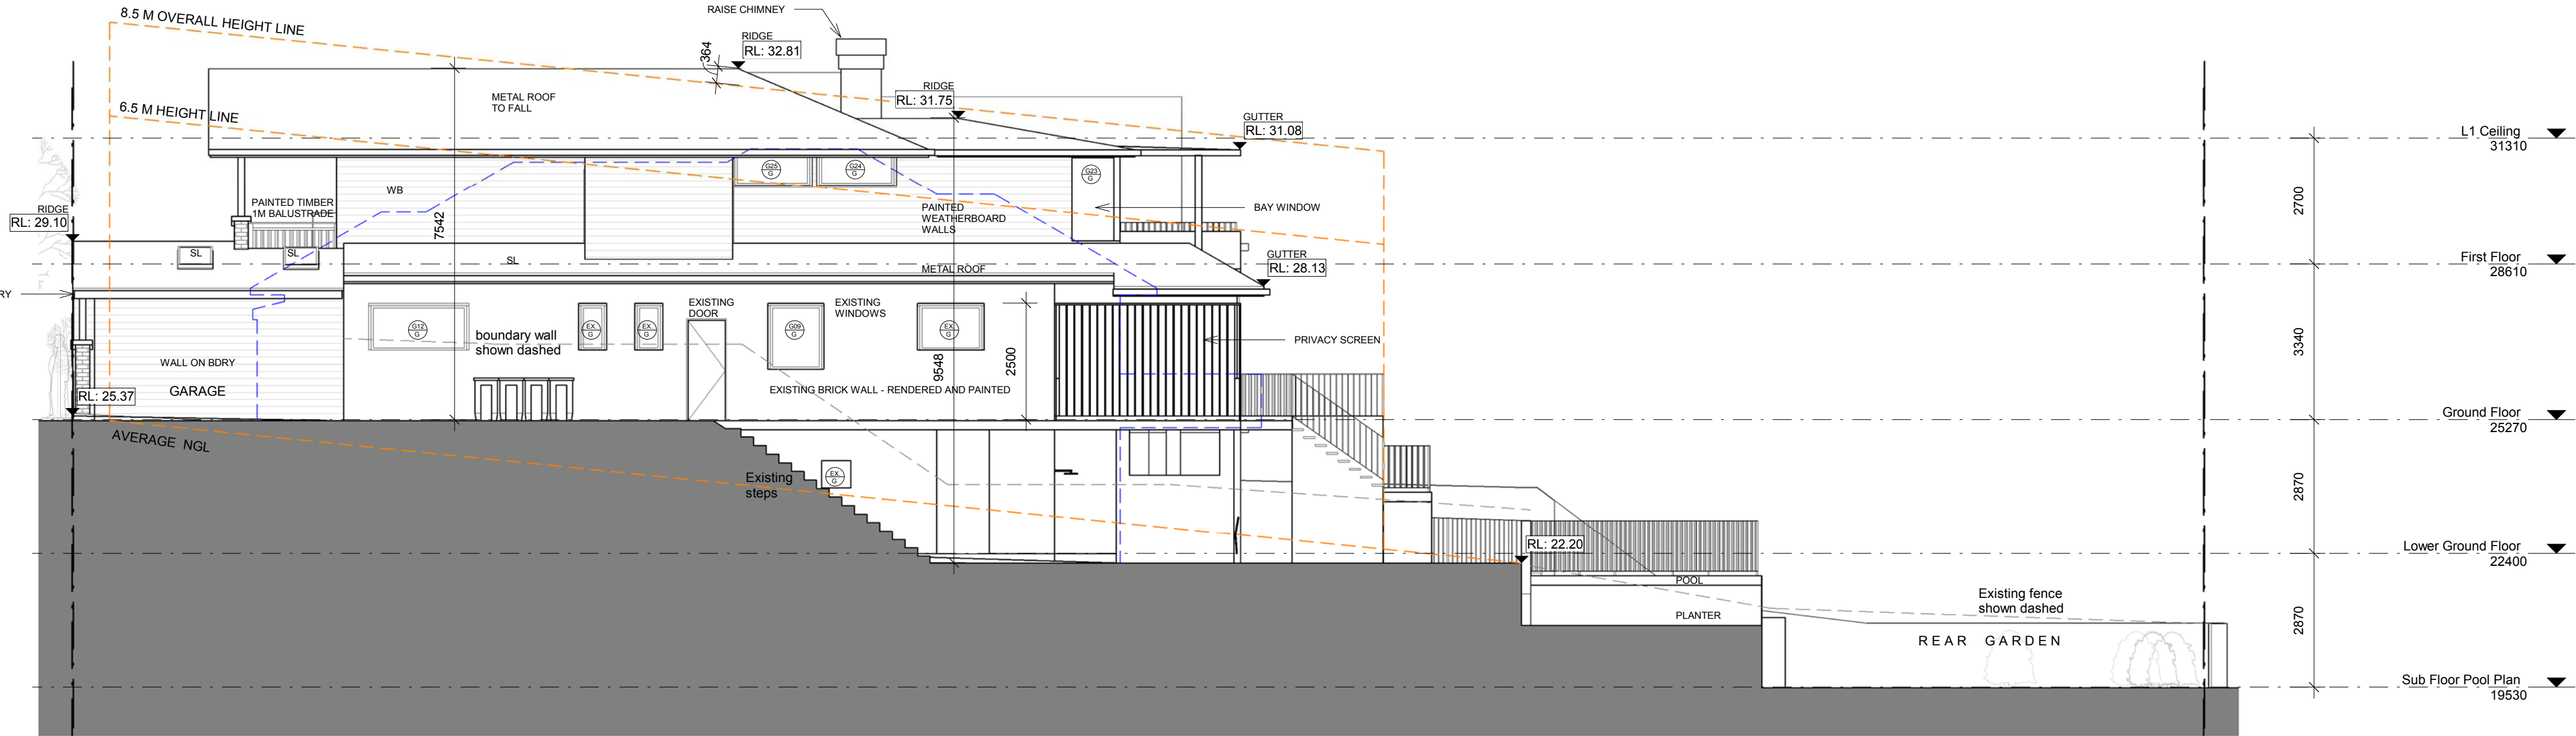 8.5 M OVERALL HEIGHT LINE
RAISE CHIMNEY
RIDGE
RL: 32.81
364
METAL ROOF
TO FALL
RIDGE
RL: 31.75
6.5 M HEIGHT LINE
GUTTER
RL: 31.08
L1 Ceiling
31310
G25
G
G24
G
G23
G
WB
PAINTED TIMBER
1M BALUSTRADE
7542
PAINTED
WEATHERBOARD
WALLS
BAY WINDOW
2700
RIDGE
RL: 29.10
SL
SL
SL
METAL ROOF
GUTTER
RL: 28.13
First Floor
28610
RY
EXISTING
DOOR
EXISTING
WINDOWS
G12
G
EX.
G
EX.
G
G09
G
EX.
G
boundary wall
shown dashed
PRIVACY SCREEN
3340
WALL ON BDRY
9548
2500
GARAGE
EXISTING BRICK WALL - RENDERED AND PAINTED
RL: 25.37
Ground Floor
25270
AVERAGE NGL
Existing
steps
EX.
G
2870
RL: 22.20
Lower Ground Floor
22400
POOL
PLANTER
Existing fence
shown dashed
2870
REAR GARDEN
Sub Floor Pool Plan
19530